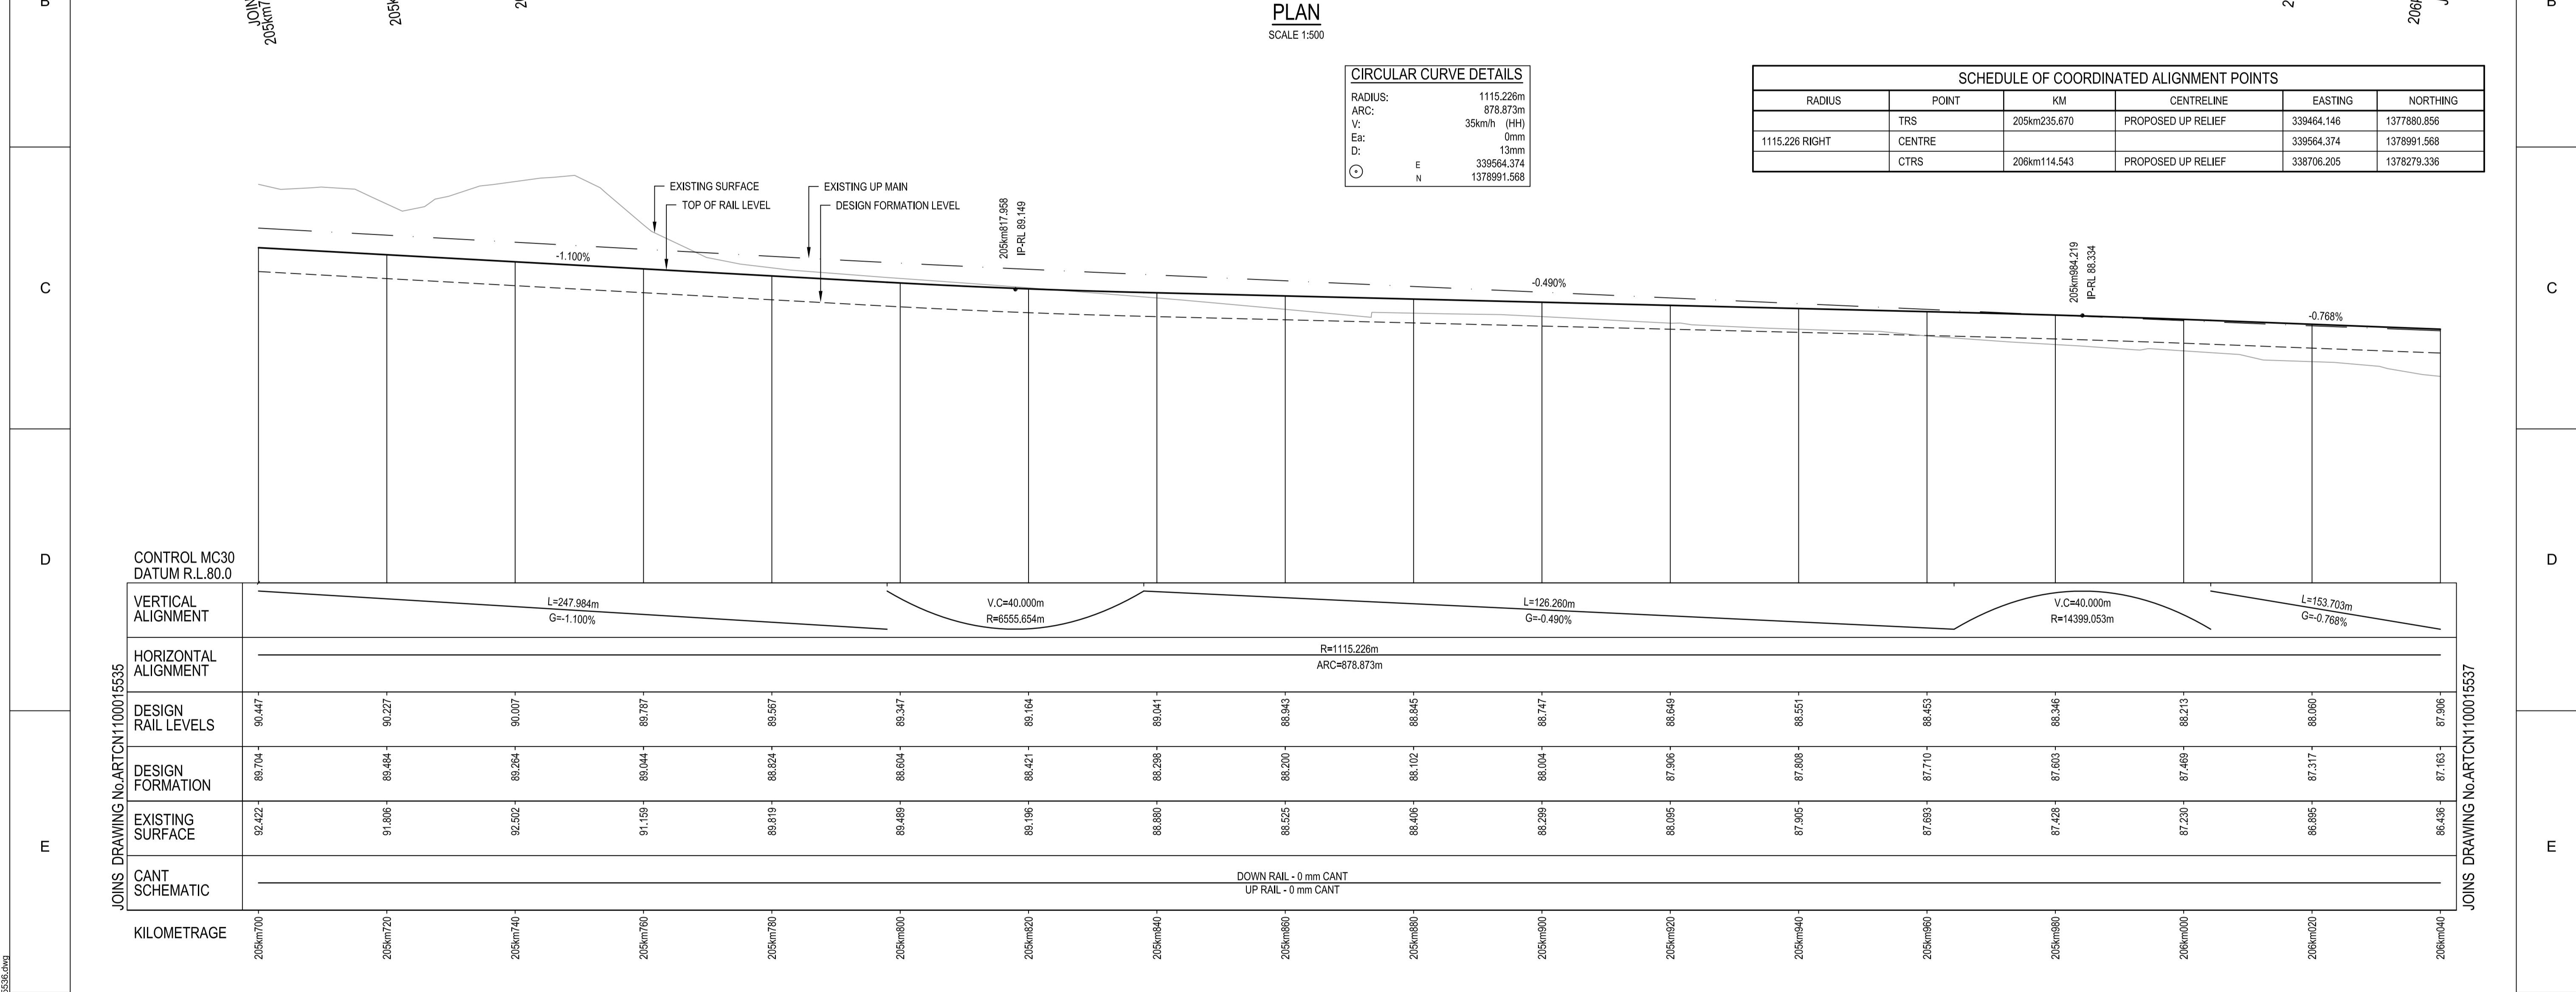 B
PLAN
SCALE 1:500
B
CIRCULAR CURVE DETAILS
RADIUS: 1115.226m
ARC: 878.873m
V: 35km/h (HH)
Ea: 0mm
D: 13mm
E 339564.374
N 1378991.568
SCHEDULE OF COORDINATED ALIGNMENT POINTS
RADIUS POINT KM CENTRELINE EASTING NORTHING
TRS 205km235.670 PROPOSED UP RELIEF 339464.146 1377880.856
1115.226 RIGHT CENTRE 339564.374 1378991.568
CTRS 206km114.543 PROPOSED UP RELIEF 338706.205 1378279.336
EXISTING SURFACE
TOP OF RAIL LEVEL
EXISTING UP MAIN
DESIGN FORMATION LEVEL
205km817.958
IP-RL 89.149
205km984.219
IP-RL 88.334
-1.100%
-0.490%
-0.768%
C
C
D
D
CONTROL MC30
DATUM R.L.80.0
VERTICAL
ALIGNMENT
L=247.984m
G=-1.100%
V.C=40.000m
R=6555.654m
L=126.260m
G=-0.490%
V.C=40.000m
R=14399.053m
L=153.703m
G=-0.768%
HORIZONTAL
ALIGNMENT
R=1115.226m
ARC=878.873m
DESIGN
RAIL LEVELS
90.447 90.227 90.007 89.787 89.567 89.347 89.164 89.041 88.943 88.845 88.747 88.649 88.551 88.453 88.346 88.213 88.060 87.906
DESIGN
FORMATION
89.704 89.484 89.264 89.044 88.824 88.604 88.421 88.298 88.200 88.102 88.004 87.906 87.808 87.710 87.603 87.469 87.317 87.163
EXISTING
SURFACE
92.422 91.806 92.502 91.159 89.819 89.489 89.196 88.880 88.525 88.406 88.299 88.095 87.905 87.693 87.428 87.230 86.895 86.436
CANT
SCHEMATIC
DOWN RAIL - 0 mm CANT
UP RAIL - 0 mm CANT
KILOMETRAGE
205km700 205km720 205km740 205km760 205km780 205km800 205km820 205km840 205km860 205km880 205km900 205km920 205km940 205km960 205km980 206km000 206km020 206km040
JOINS DRAWING No.ARTCN1100015535
JOINS DRAWING No.ARTCN1100015537
E
E